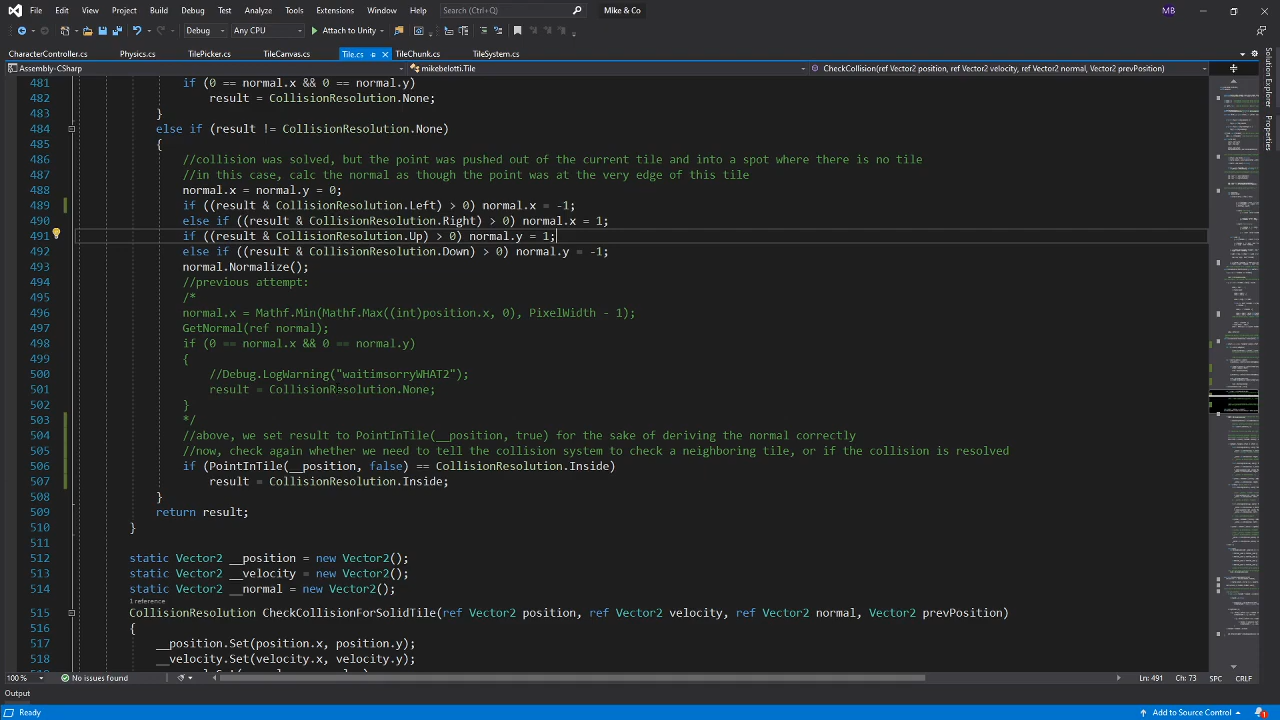 File Edit View Git Project Build Debug Test Analyze Tools Extensions Window Help Search (Ctrl+Q) Mike & Co MB
Debug Any CPU Attach to Unity
CharacterController.cs Physics.cs TilePicker.cs TileCanvas.cs Tile.cs TileChunk.cs TileSystem.cs
Assembly-CSharp mikebelotti.Tile CheckCollision(ref Vector2 position, ref Vector2 velocity, ref Vector2 normal, Vector2 prevPosition)
Solution Explorer
Properties
481 if (0 == normal.x && 0 == normal.y)
482 result = CollisionResolution.None;
483 }
484 else if (result != CollisionResolution.None)
485 {
486 //collision was solved, but the point was pushed out of the current tile and into a spot where there is no tile
487 //in this case, calc the normal as though the point was at the very edge of this tile
488 normal.x = normal.y = 0;
489 if ((result & CollisionResolution.Left) > 0) normal.x = -1;
490 else if ((result & CollisionResolution.Right) > 0) normal.x = 1;
491 if ((result & CollisionResolution.Up) > 0) normal.y = 1;
492 else if ((result & CollisionResolution.Down) > 0) normal.y = -1;
493 normal.Normalize();
494 //previous attempt:
495 /*
496 normal.x = Mathf.Min(Mathf.Max((int)position.x, 0), PixelWidth - 1);
497 GetNormal(ref normal);
498 if (0 == normal.x && 0 == normal.y)
499 {
500 //Debug.LogWarning("waitimsorryWHAT2");
501 result = CollisionResolution.None;
502 }
503 */
504 //above, we set result to PointInTile(__position, true) for the sake of deriving the normal correctly
505 //now, check again whether we need to tell the collider system to check a neighboring tile, or if the collision is resolved
506 if (PointInTile(__position, false) == CollisionResolution.Inside)
507 result = CollisionResolution.Inside;
508 }
509 return result;
510 }
511
512 static Vector2 __position = new Vector2();
513 static Vector2 __velocity = new Vector2();
514 static Vector2 __normal = new Vector2();
1 reference
515 CollisionResolution CheckCollisionForSolidTile(ref Vector2 position, ref Vector2 velocity, ref Vector2 normal, Vector2 prevPosition)
516 {
517 __position.Set(position.x, position.y);
518 __velocity.Set(velocity.x, velocity.y);
100 % No issues found Ln: 491 Ch: 73 SPC CRLF
Output
Ready Add to Source Control 1